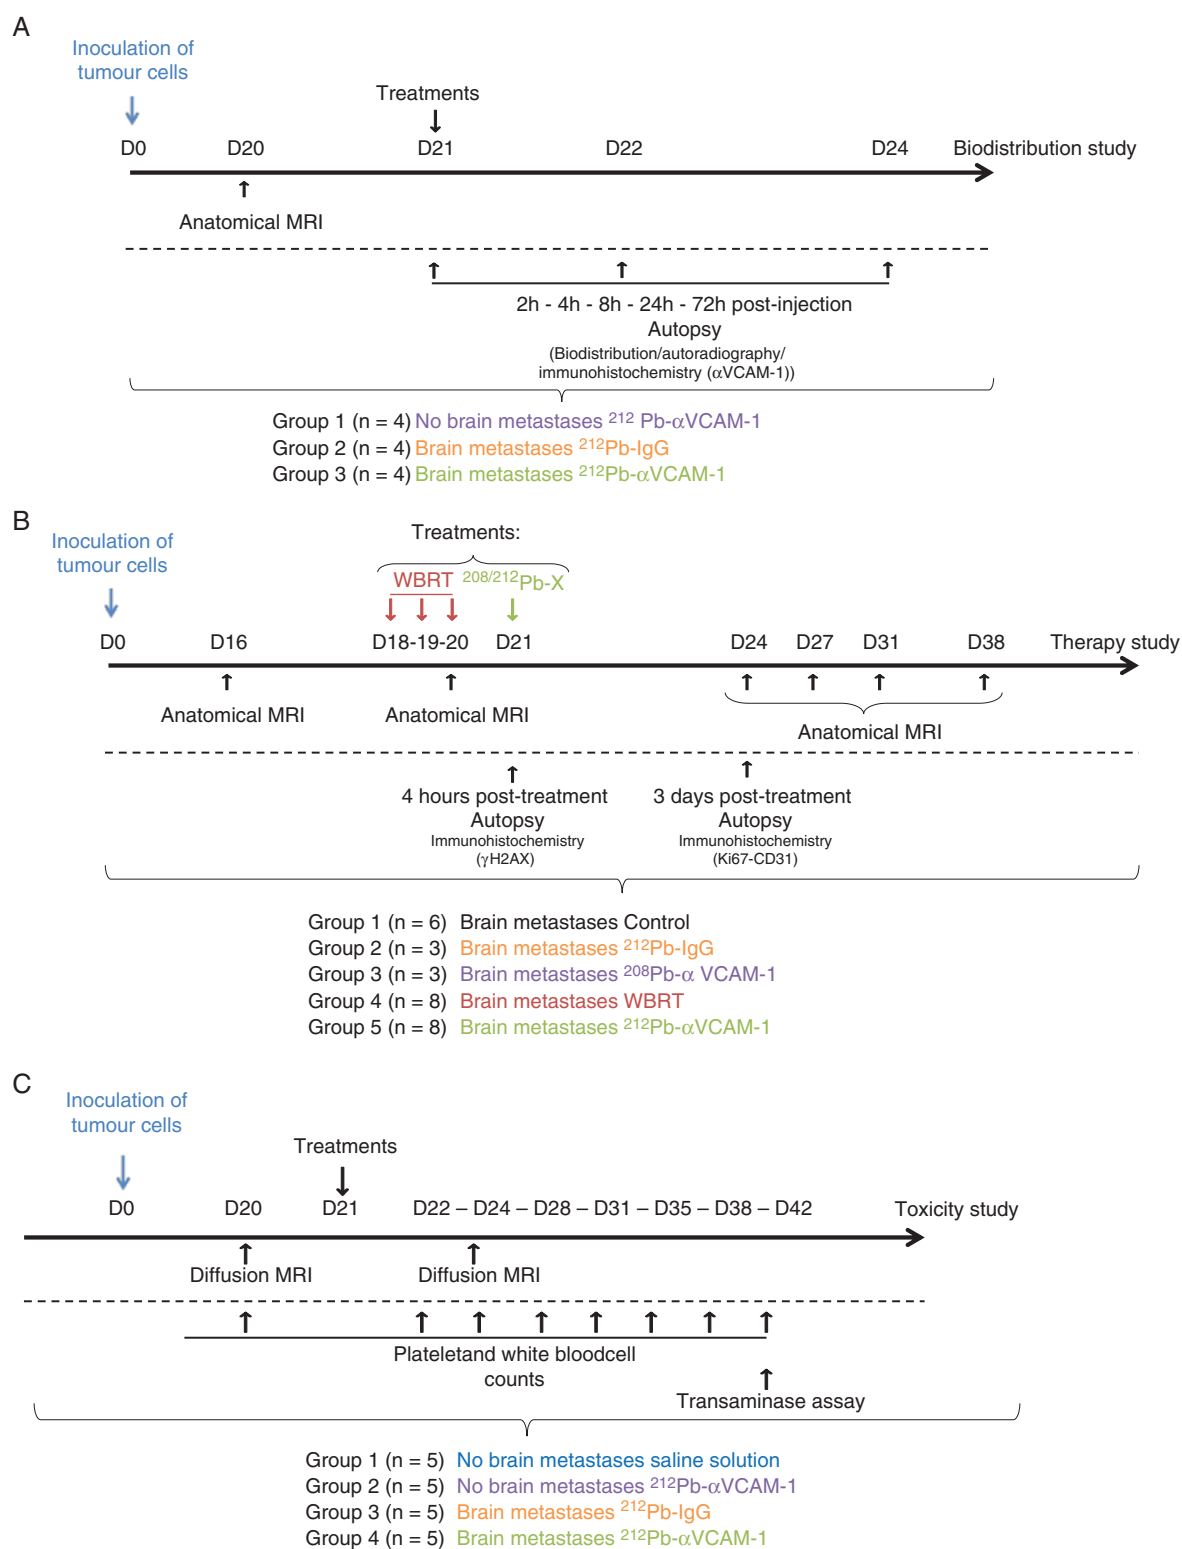 A
Inoculation of
tumour cells
Treatments
D0 D20 D21 D22 D24 Biodistribution study
Anatomical MRI
2h - 4h - 8h - 24h - 72h post-injection
Autopsy
(Biodistribution/autoradiography/
immunohistochemistry (αVCAM-1))
Group 1 (n = 4) No brain metastases ²¹² Pb-αVCAM-1
Group 2 (n = 4) Brain metastases ²¹²Pb-IgG
Group 3 (n = 4) Brain metastases ²¹²Pb-αVCAM-1
B
Inoculation of
tumour cells
Treatments:
WBRT ²⁰⁸/²¹²Pb-X
D0 D16 D18-19-20 D21 D24 D27 D31 D38 Therapy study
Anatomical MRI Anatomical MRI
Anatomical MRI
4 hours post-treatment 3 days post-treatment
Autopsy Autopsy
Immunohistochemistry Immunohistochemistry
(γH2AX) (Ki67-CD31)
Group 1 (n = 6) Brain metastases Control
Group 2 (n = 3) Brain metastases ²¹²Pb-IgG
Group 3 (n = 3) Brain metastases ²⁰⁸Pb-α VCAM-1
Group 4 (n = 8) Brain metastases WBRT
Group 5 (n = 8) Brain metastases ²¹²Pb-αVCAM-1
C
Inoculation of
tumour cells
Treatments
D0 D20 D21 D22 – D24 – D28 – D31 – D35 – D38 – D42 Toxicity study
Diffusion MRI Diffusion MRI
Plateletand white bloodcell
counts
Transaminase assay
Group 1 (n = 5) No brain metastases saline solution
Group 2 (n = 5) No brain metastases ²¹²Pb-αVCAM-1
Group 3 (n = 5) Brain metastases ²¹²Pb-IgG
Group 4 (n = 5) Brain metastases ²¹²Pb-αVCAM-1